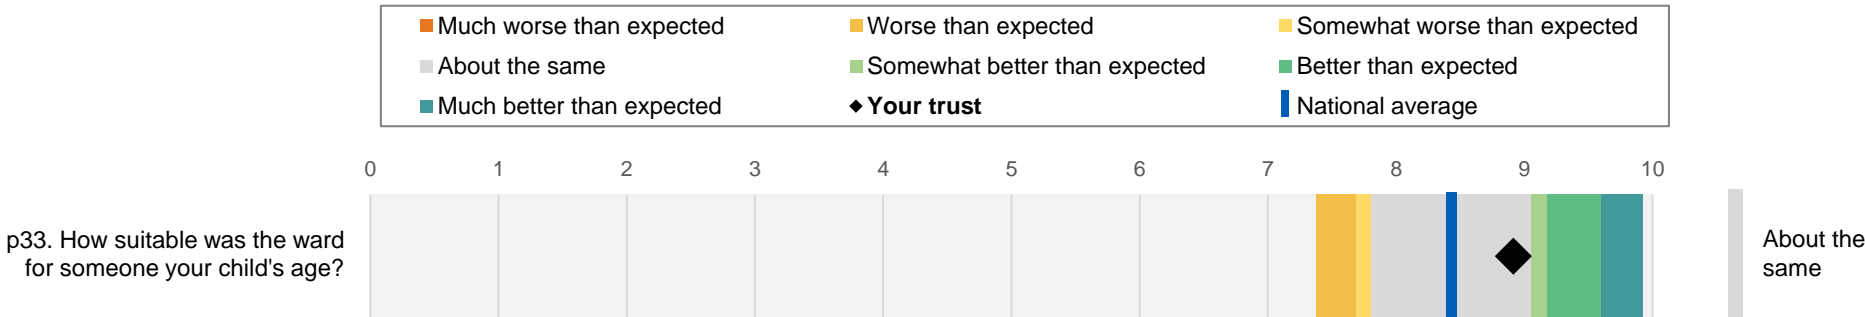 Much worse than expected
Worse than expected
Somewhat worse than expected
About the same
Somewhat better than expected
Better than expected
Much better than expected
Your trust
National average
0 1 2 3 4 5 6 7 8 9 10
p33. How suitable was the ward
for someone your child's age?
About the
same